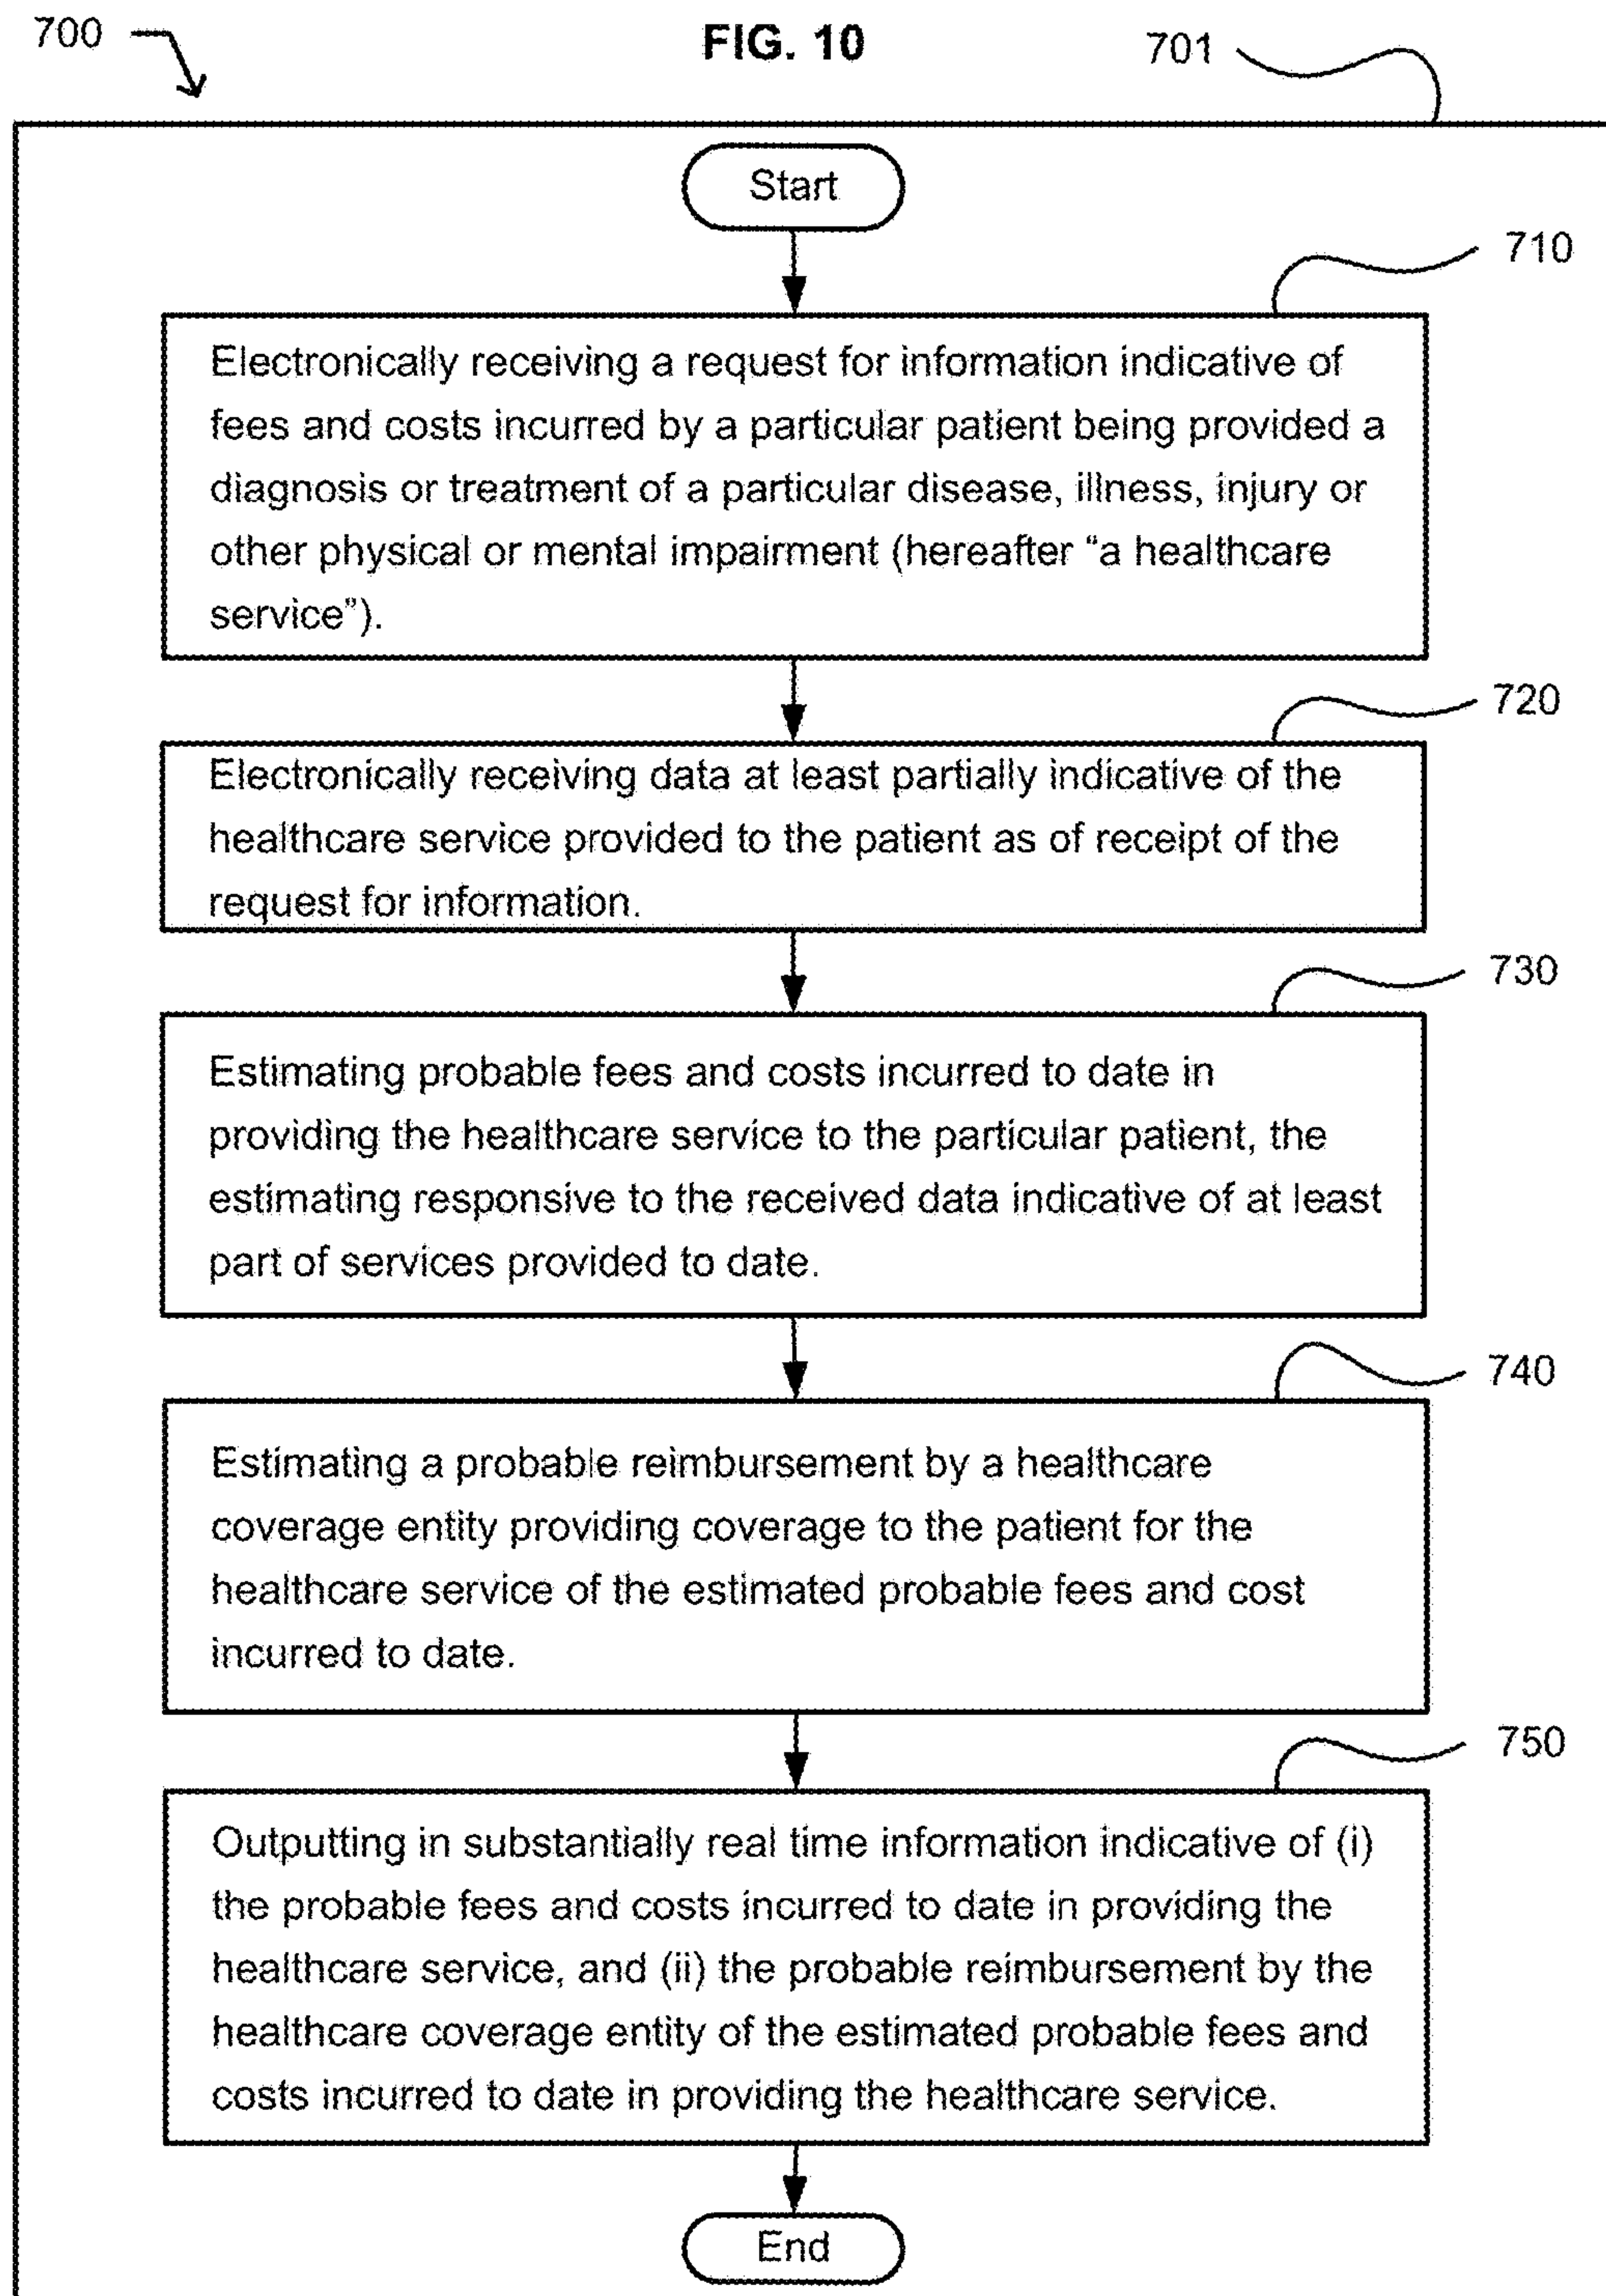 700
FIG. 10
701
Start
710
Electronically receiving a request for information indicative of
fees and costs incurred by a particular patient being provided a
diagnosis or treatment of a particular disease, illness, injury or
other physical or mental impairment (hereafter “a healthcare
service”).
720
Electronically receiving data at least partially indicative of the
healthcare service provided to the patient as of receipt of the
request for information.
730
Estimating probable fees and costs incurred to date in
providing the healthcare service to the particular patient, the
estimating responsive to the received data indicative of at least
part of services provided to date.
740
Estimating a probable reimbursement by a healthcare
coverage entity providing coverage to the patient for the
healthcare service of the estimated probable fees and cost
incurred to date.
750
Outputting in substantially real time information indicative of (i)
the probable fees and costs incurred to date in providing the
healthcare service, and (ii) the probable reimbursement by the
healthcare coverage entity of the estimated probable fees and
costs incurred to date in providing the healthcare service.
End